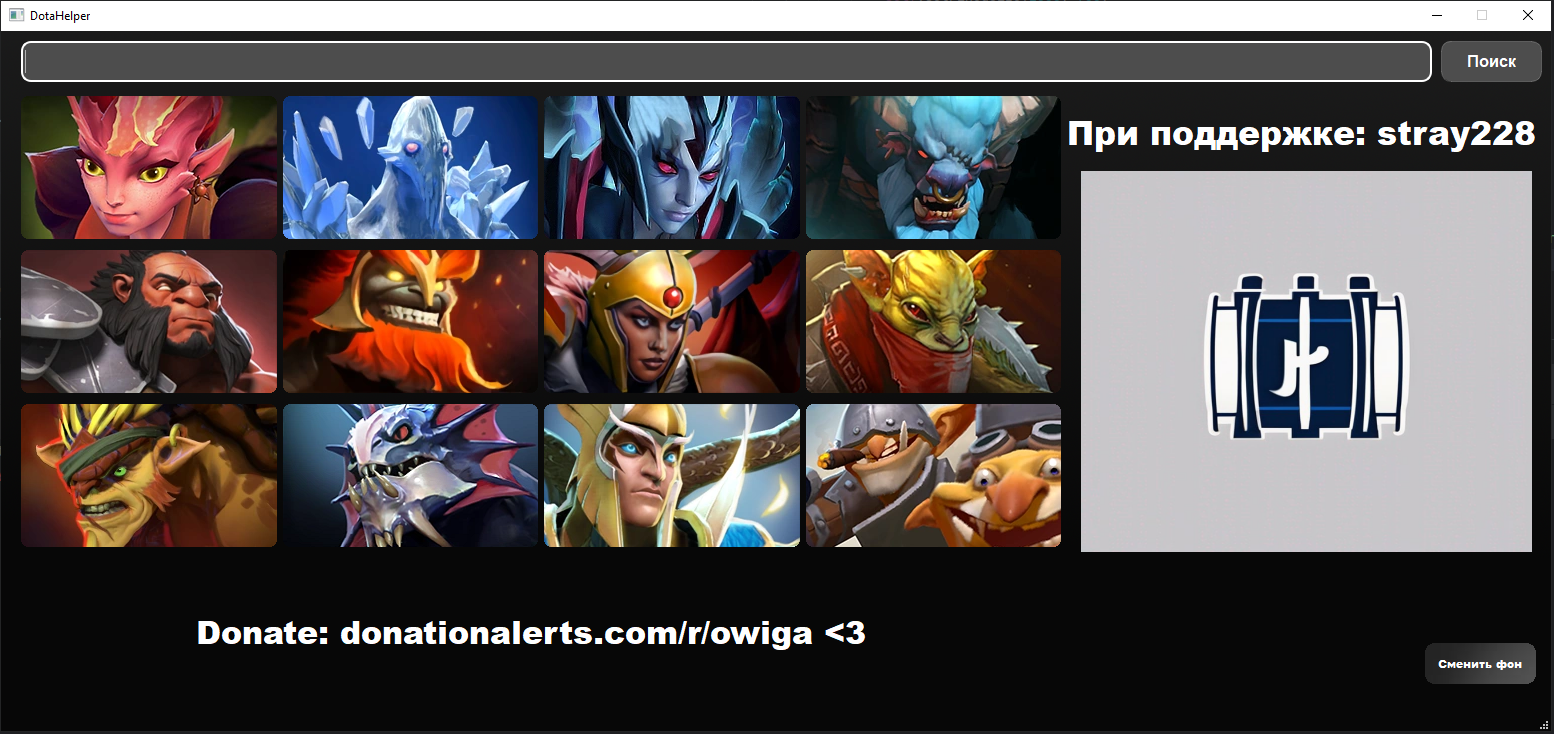 DotaHelper
Поиск
При поддержке: stray228
Donate: donationalerts.com/r/owiga <3
Сменить фон